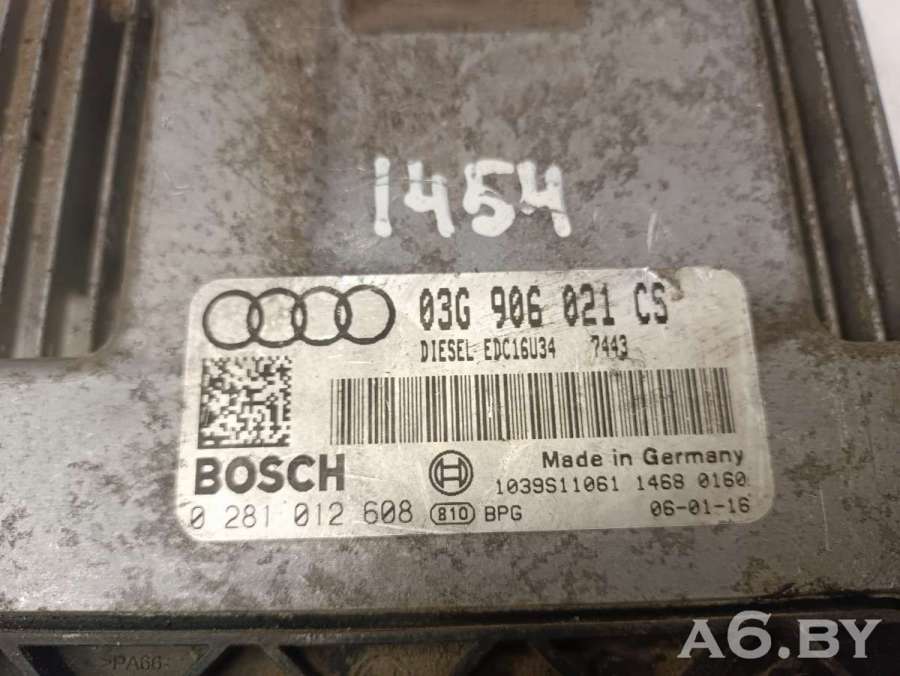 1454
03G 906 021 CS
DIESEL EDC16U34 7443
BOSCH
Made in Germany
1039S11061 1468 0160
0 281 012 608 810 BPG 06-01-16
>PA66-
A6.BY